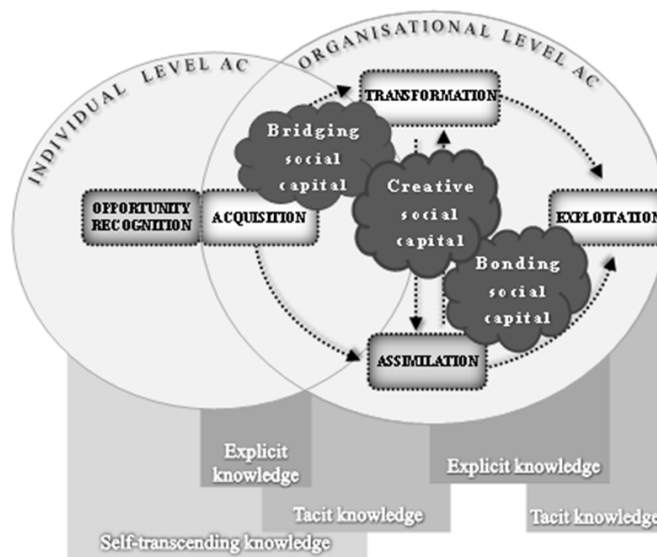 INDIVIDUAL LEVEL AC
ORGANISATIONAL LEVEL AC
TRANSFORMATION
Bridging
social
capital
Creative
social
capital
OPPORTUNITY
RECOGNITION
ACQUISITION
EXPLOITATION
Bonding
social
capital
ASSIMILATION
Explicit
knowledge
Explicit knowledge
Tacit knowledge
Tacit knowledge
Self-transcending knowledge